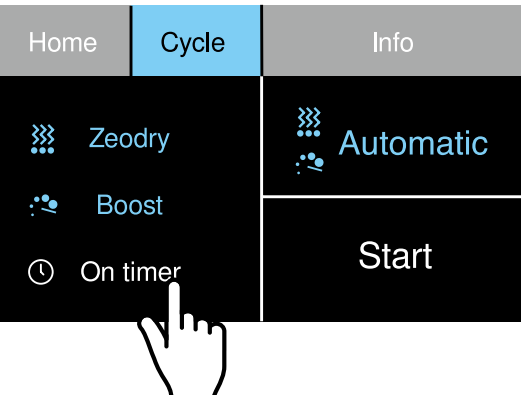 Home
Cycle
Info
Zeodry
Boost
On timer
Automatic
Start